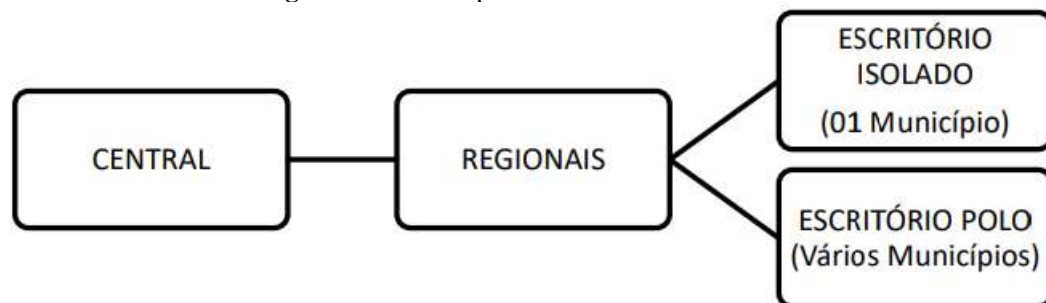 CENTRAL
REGIONAIS
ESCRITÓRIO
ISOLADO
(01 Município)
ESCRITÓRIO POLO
(Vários Municípios)